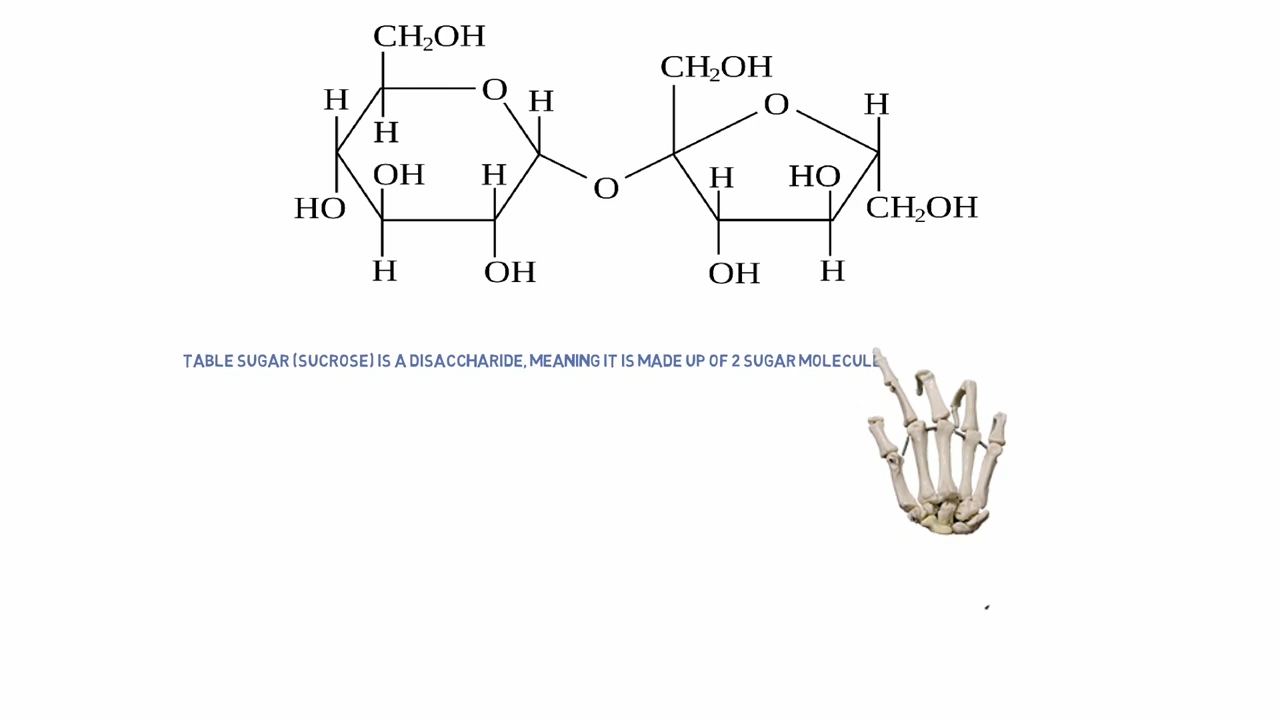 CH₂OH
CH₂OH
H O H O H
H
OH H H HO
HO O CH₂OH
H OH OH H
TABLE SUGAR (SUCROSE) IS A DISACCHARIDE, MEANING IT IS MADE UP OF 2 SUGAR MOLECULE